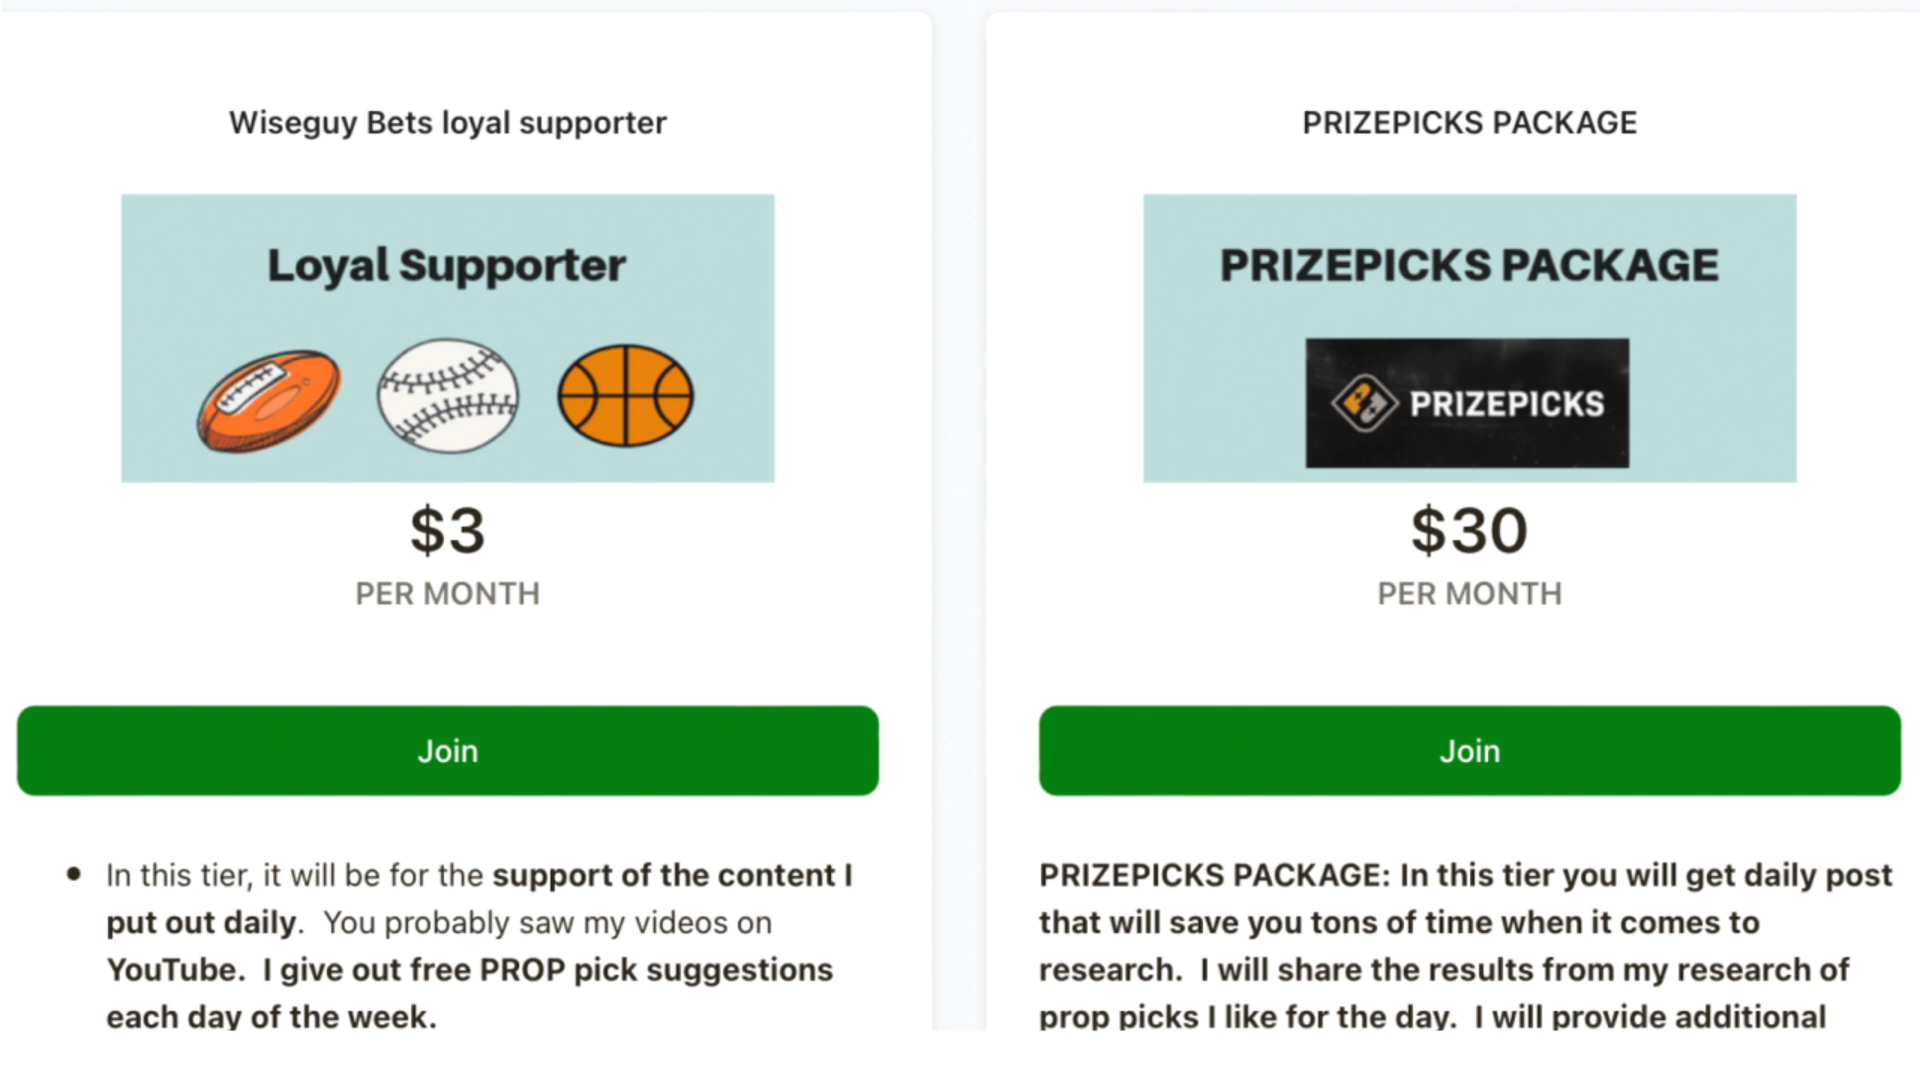 Wiseguy Bets loyal supporter
Loyal Supporter
$3
PER MONTH
Join
• In this tier, it will be for the support of the content I
put out daily.  You probably saw my videos on
YouTube.  I give out free PROP pick suggestions
each day of the week.
PRIZEPICKS PACKAGE
PRIZEPICKS PACKAGE
PRIZEPICKS
$30
PER MONTH
Join
PRIZEPICKS PACKAGE: In this tier you will get daily post
that will save you tons of time when it comes to
research.  I will share the results from my research of
prop picks I like for the day.  I will provide additional